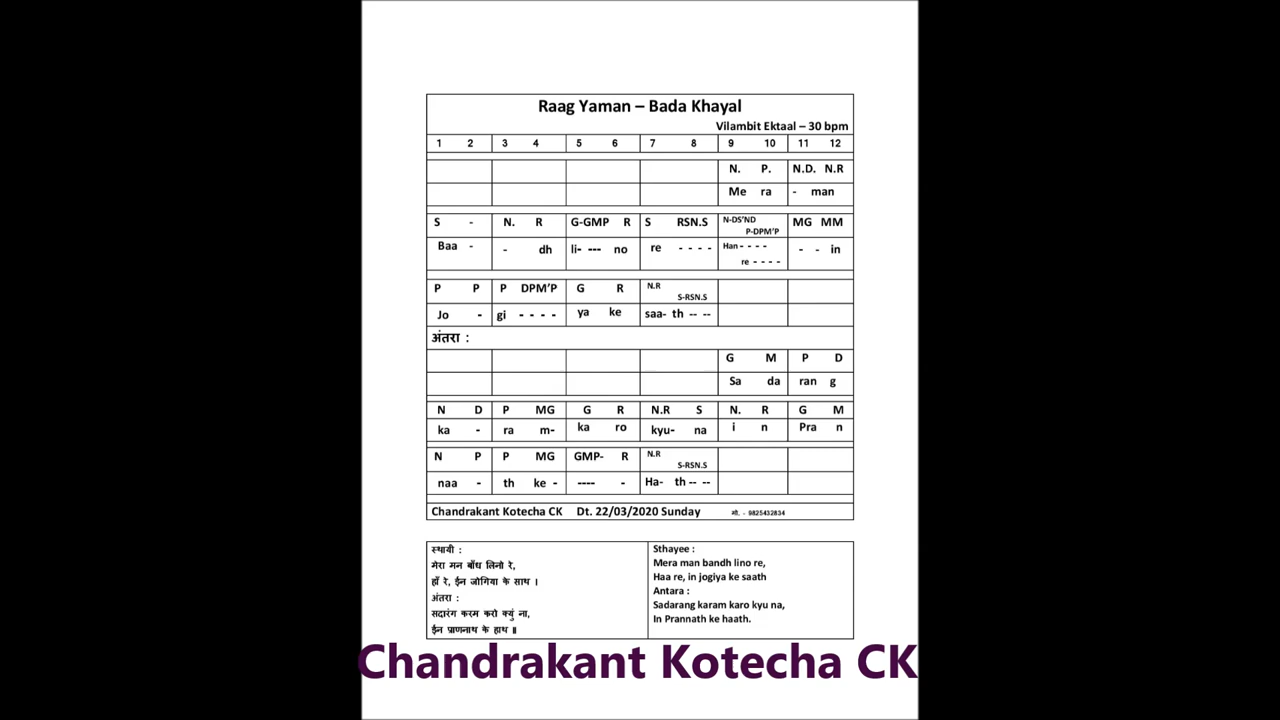 Raag Yaman – Bada Khayal
Vilambit Ektaal – 30 bpm
1 2 3 4 5 6 7 8 9 10 11 12
N. P. N.D. N.R
Me ra - man
S - N. R G-GMP R S RSN.S N-DS'ND P-DPM'P MG MM
Baa - - dh li- --- no re - - - - Han - - - - re - - - - - - in
P P P DPM'P G R N.R S-RSN.S
Jo - gi - - - - ya ke saa- th -- --
अंतरा :
G M P D
Sa da ran g
N D P MG G R N.R S N. R G M
ka - ra m- ka ro kyu- na i n Pra n
N P P MG GMP- R N.R S-RSN.S
naa - th ke - ---- - Ha- th -- --
Chandrakant Kotecha CK Dt. 22/03/2020 Sunday मो. - 9825432834
स्थायी :
मेरा मन बाँध लिनो रे,
हाँ रे, ईन जोगिया के साथ ।
अंतरा :
सदारंग करम करो क्युं ना,
ईन प्राणनाथ के हाथ ॥
Sthayee :
Mera man bandh lino re,
Haa re, in jogiya ke saath
Antara :
Sadarang karam karo kyu na,
In Prannath ke haath.
Chandrakant Kotecha CK